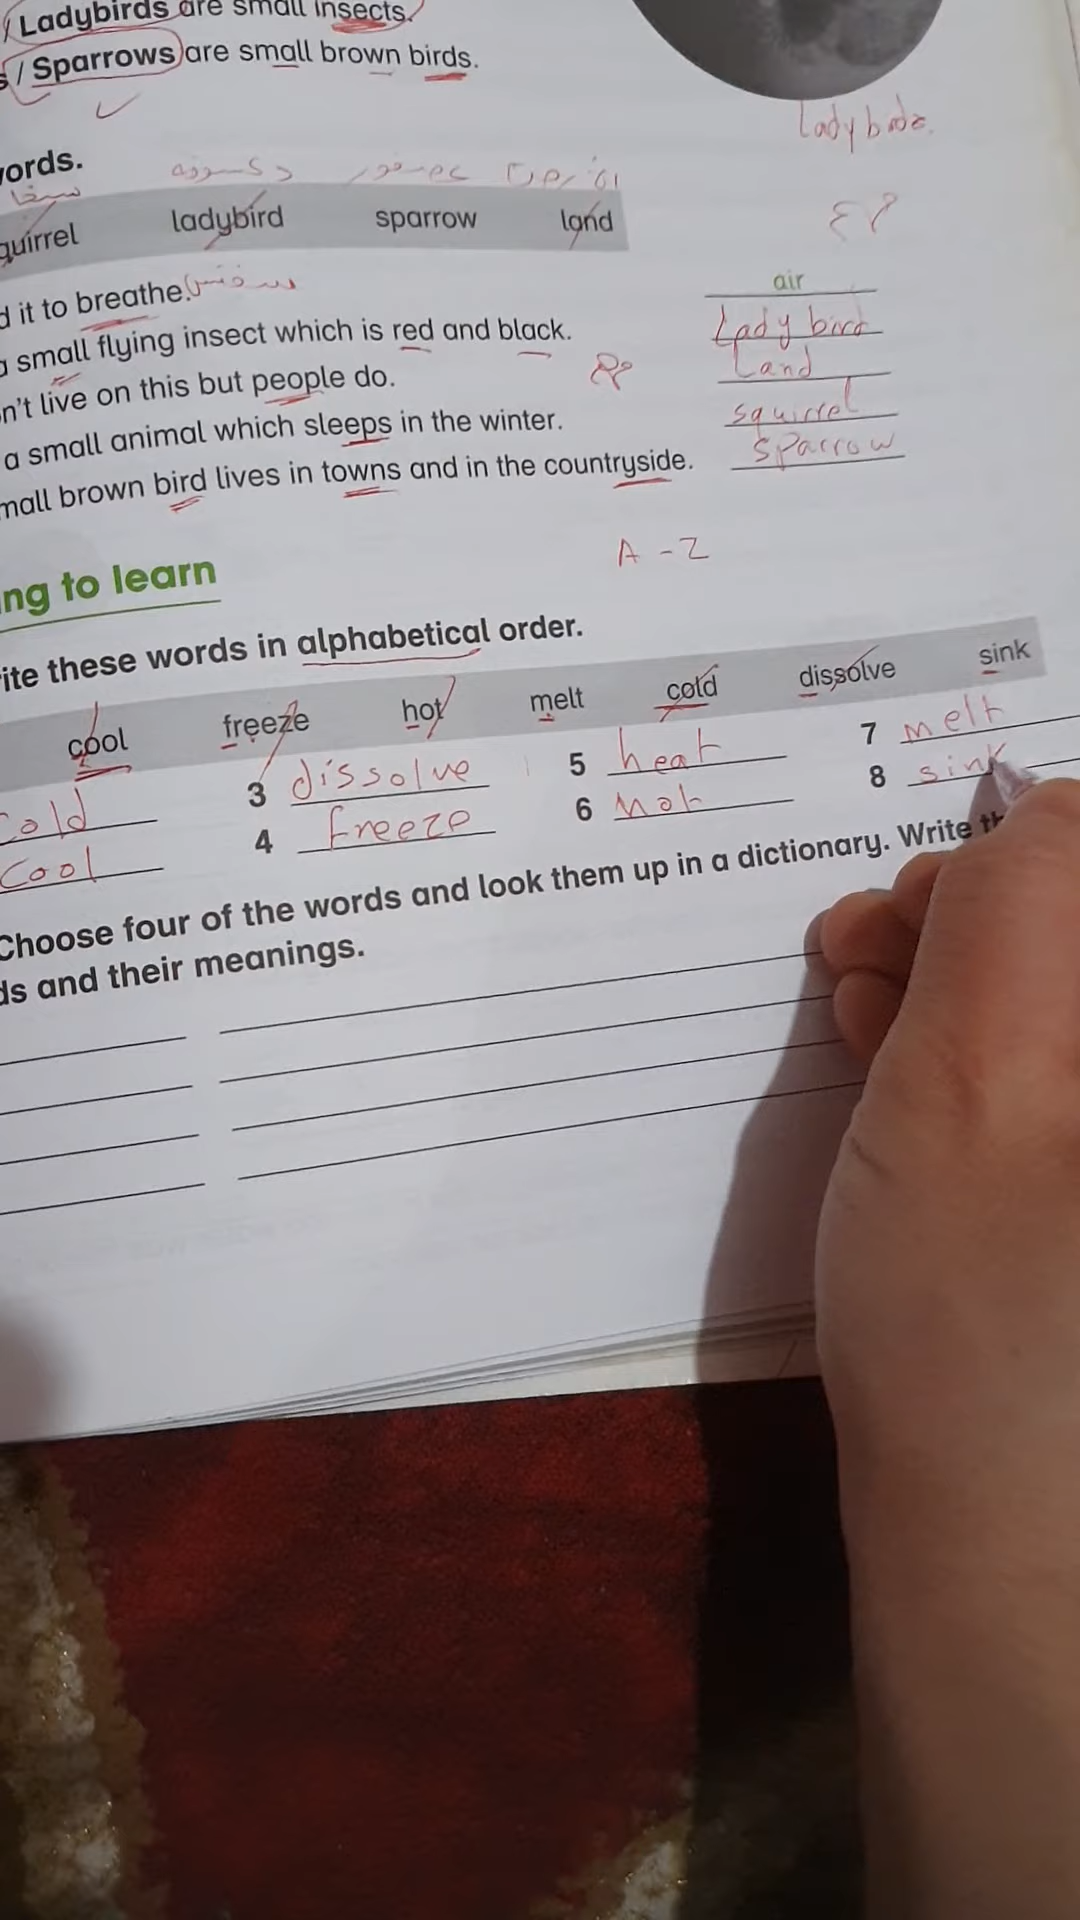 / Ladybirds are small insects.
/ Sparrows are small brown birds.
Ladybirds.
words.
squirrel ladybird sparrow land
d it to breathe. air
a small flying insect which is red and black. Lady bird
n't live on this but people do. Land
a small animal which sleeps in the winter. squirrel
mall brown bird lives in towns and in the countryside. sparrow
A - Z
ng to learn
ite these words in alphabetical order.
cool freeze hot melt cold dissolve sink
Cold 3 dissolve 5 heat 7 melt
Cool 4 freeze 6 hot 8 sink
Choose four of the words and look them up in a dictionary. Write th
ds and their meanings.